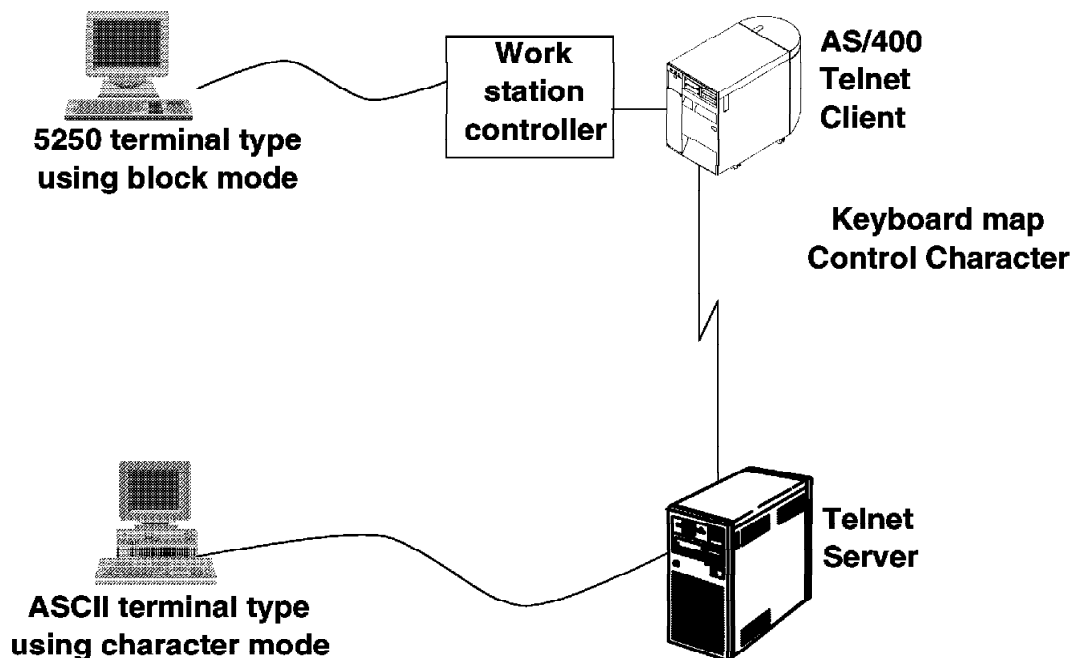 Work
station
controller
AS/400
Telnet
Client
5250 terminal type
using block mode
Keyboard map
Control Character
Telnet
Server
ASCII terminal type
using character mode